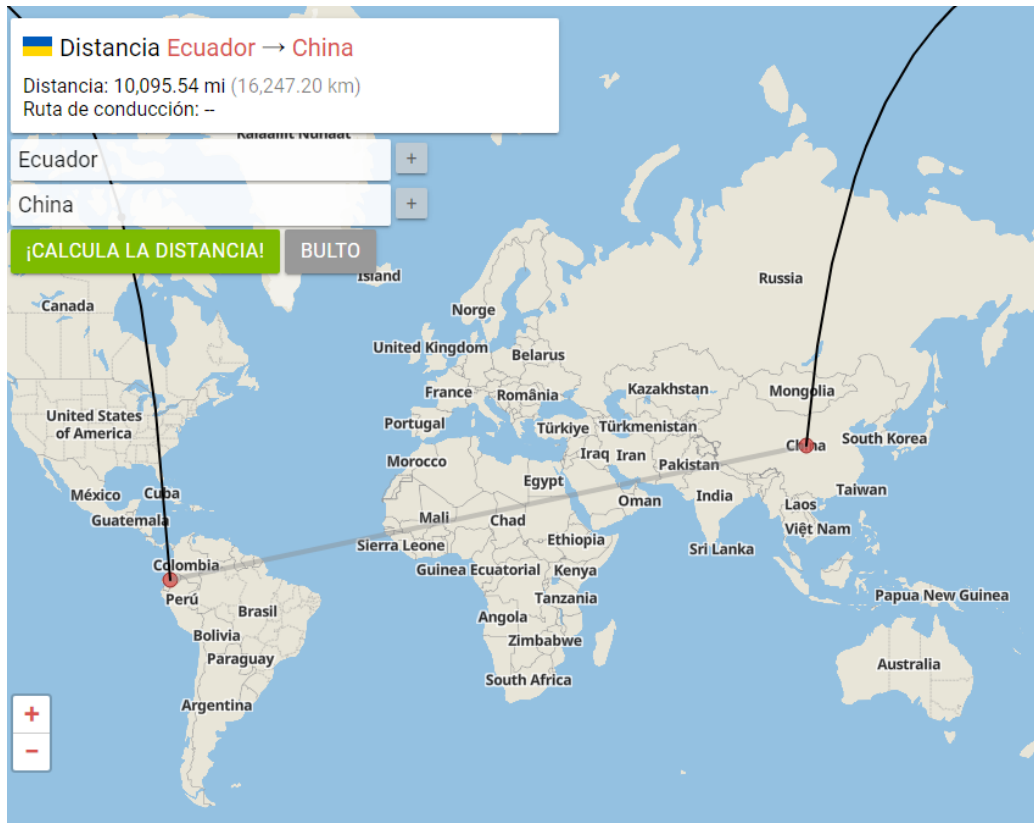 Distancia Ecuador → China
Distancia: 10,095.54 mi (16,247.20 km)
Ruta de conducción: --
Kalaallit Nunaat
Ecuador
+
China
+
¡CALCULA LA DISTANCIA!
BULTO
Ísland
Russia
Canada
Norge
United Kingdom
Belarus
France
România
Kazakhstan
Mongolia
United States
of America
Portugal
Türkiye
Türkmenistan
China
South Korea
Morocco
Iraq
Iran
Pakistan
México
Cuba
Egypt
Oman
India
Taiwan
Guatemala
Mali
Chad
Laos
Việt Nam
Sierra Leone
Ethiopia
Sri Lanka
Colombia
Guinea Ecuatorial
Kenya
Perú
Brasil
Tanzania
Papua New Guinea
Angola
Bolivia
Zimbabwe
Paraguay
Australia
South Africa
Argentina
+
−